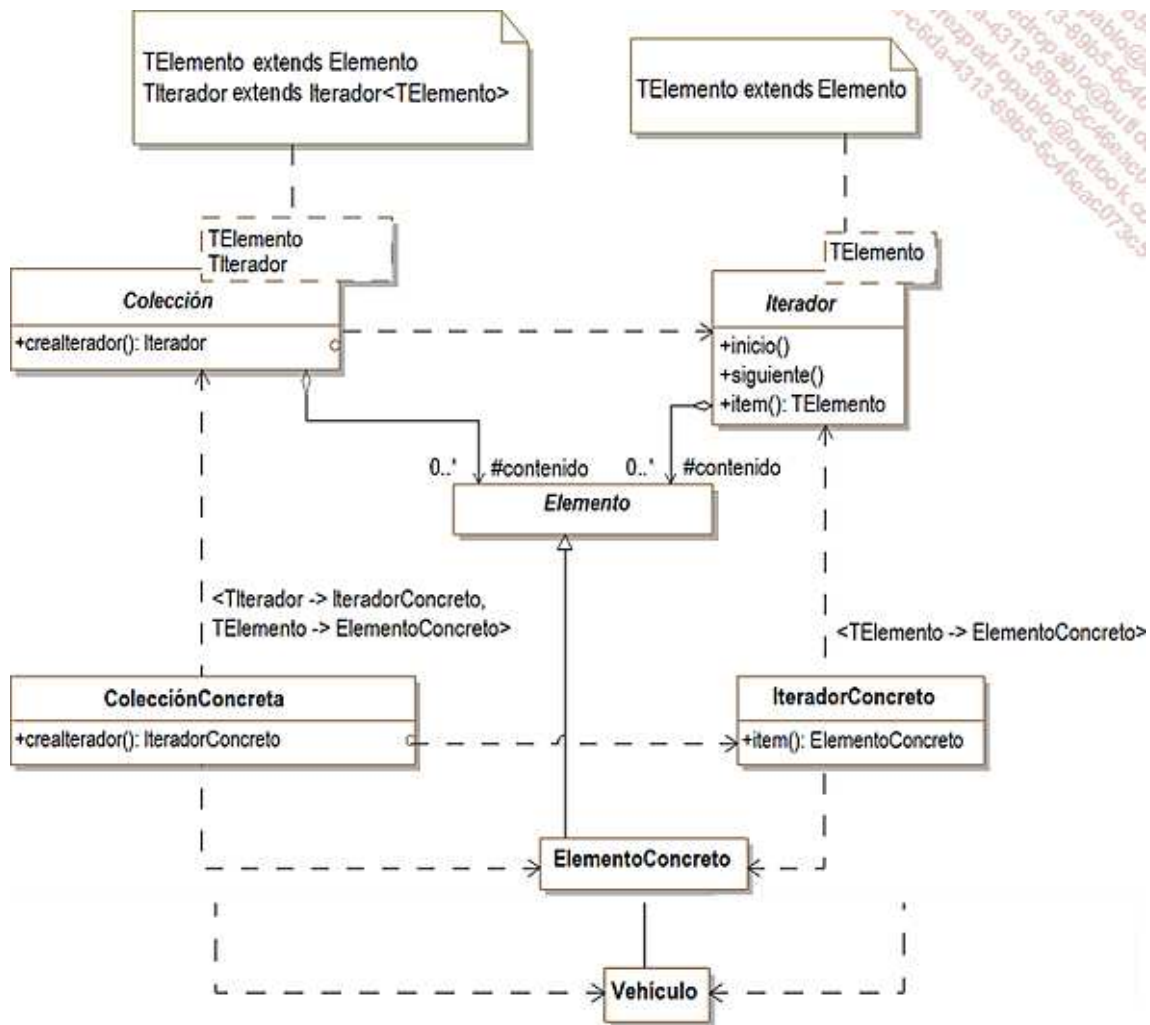 TElemento extends Elemento
TIterador extends Iterador<TElemento>
TElemento extends Elemento
TElemento
TIterador
TElemento
Colección
+creaIterador(): Iterador
Iterador
+inicio()
+siguiente()
+item(): TElemento
0..* #contenido
0..* #contenido
Elemento
<TIterador -> IteradorConcreto,
TElemento -> ElementoConcreto>
<TElemento -> ElementoConcreto>
ColecciónConcreta
+creaIterador(): IteradorConcreto
IteradorConcreto
+item(): ElementoConcreto
ElementoConcreto
Vehículo